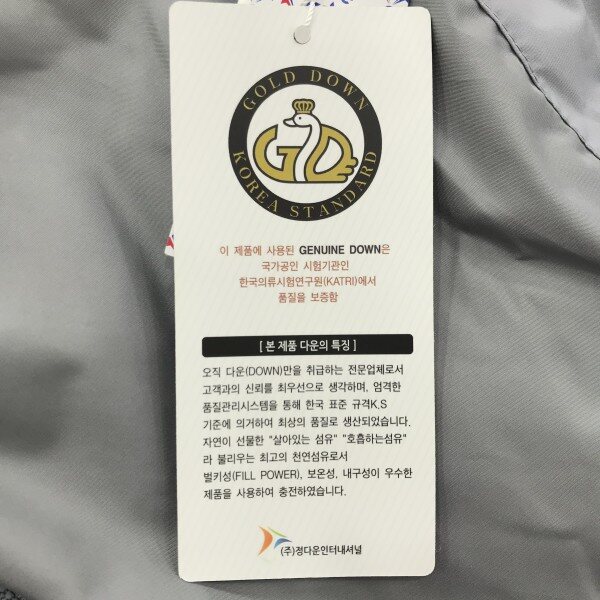 GOLD DOWN
GD
KOREA STANDARD
이 제품에 사용된 GENUINE DOWN은
국가공인 시험기관인
한국의류시험연구원(KATRI)에서
품질을 보증함
[ 본 제품 다운의 특징 ]
오직 다운(DOWN)만을 취급하는 전문업체로서
고객과의 신뢰를 최우선으로 생각하며, 엄격한
품질관리시스템을 통해 한국 표준 규격K.S
기준에 의거하여 최상의 품질로 생산되었습니다.
자연이 선물한 "살아있는 섬유" "호흡하는섬유"
라 불리우는 최고의 천연섬유로서
벌키성(FILL POWER), 보온성, 내구성이 우수한
제품을 사용하여 충전하였습니다.
(주)정다운인터내셔널